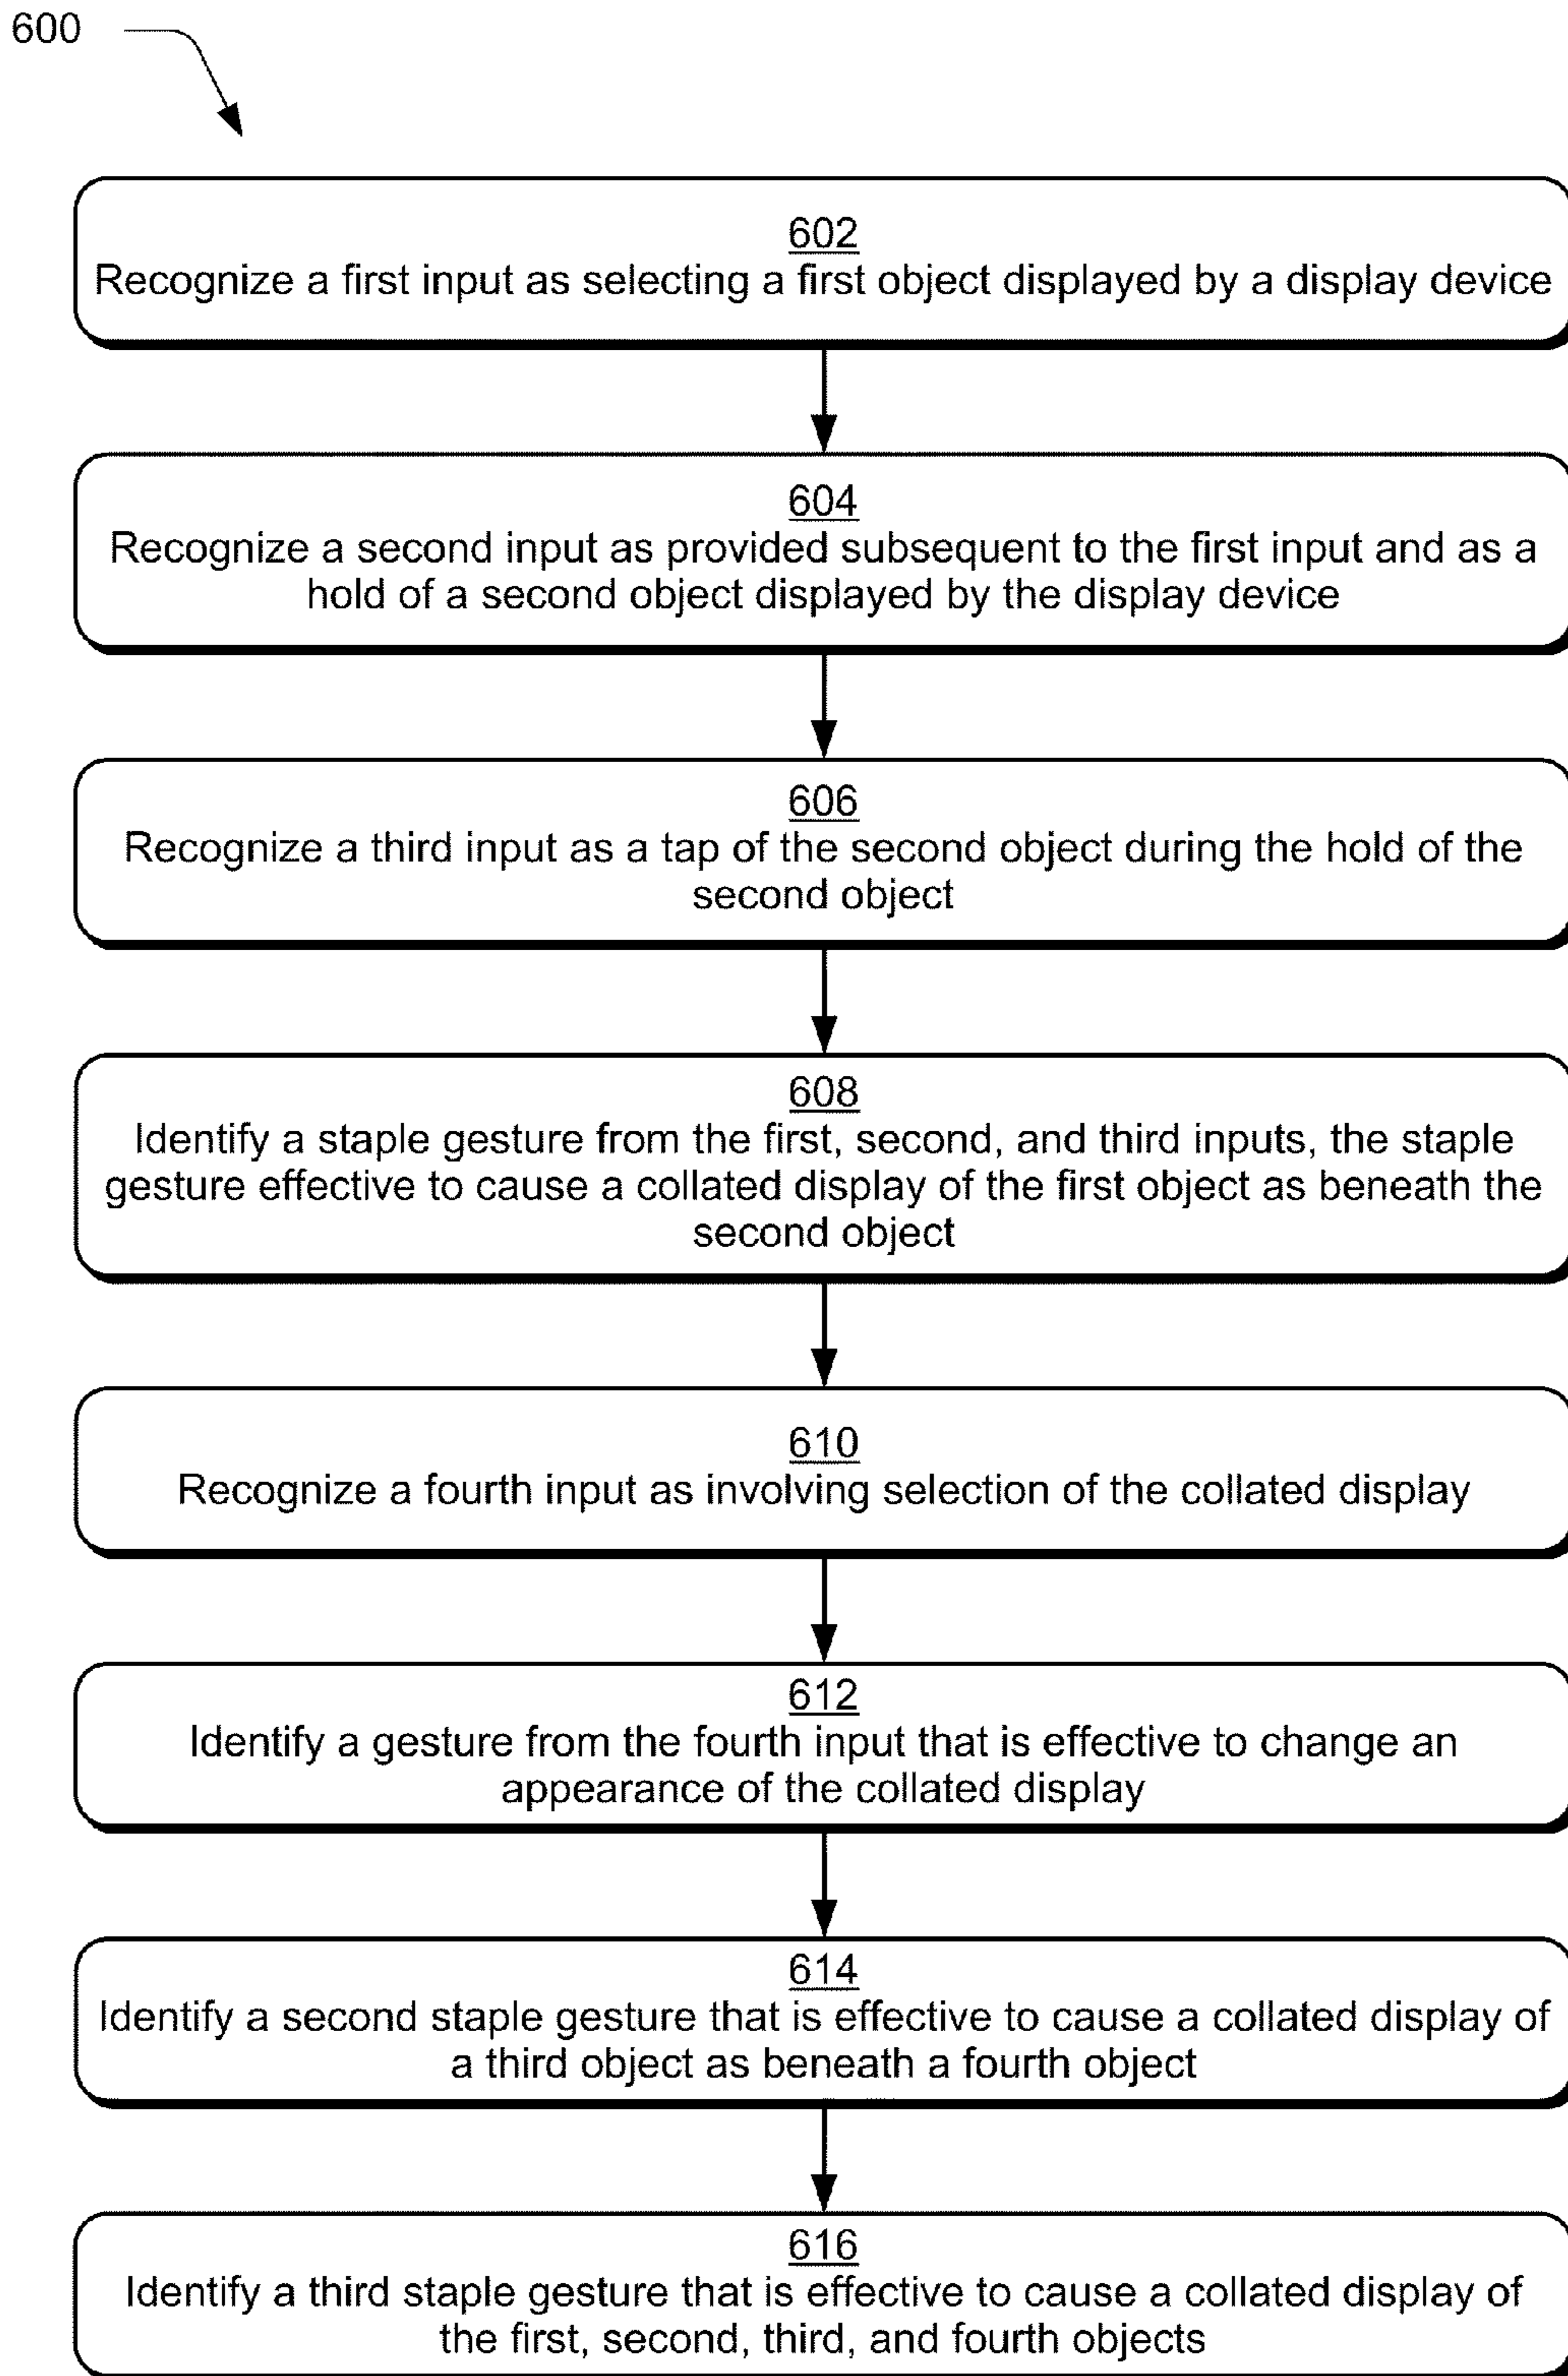 600
602
Recognize a first input as selecting a first object displayed by a display device
604
Recognize a second input as provided subsequent to the first input and as a
hold of a second object displayed by the display device
606
Recognize a third input as a tap of the second object during the hold of the
second object
608
Identify a staple gesture from the first, second, and third inputs, the staple
gesture effective to cause a collated display of the first object as beneath the
second object
610
Recognize a fourth input as involving selection of the collated display
612
Identify a gesture from the fourth input that is effective to change an
appearance of the collated display
614
Identify a second staple gesture that is effective to cause a collated display of
a third object as beneath a fourth object
616
Identify a third staple gesture that is effective to cause a collated display of
the first, second, third, and fourth objects